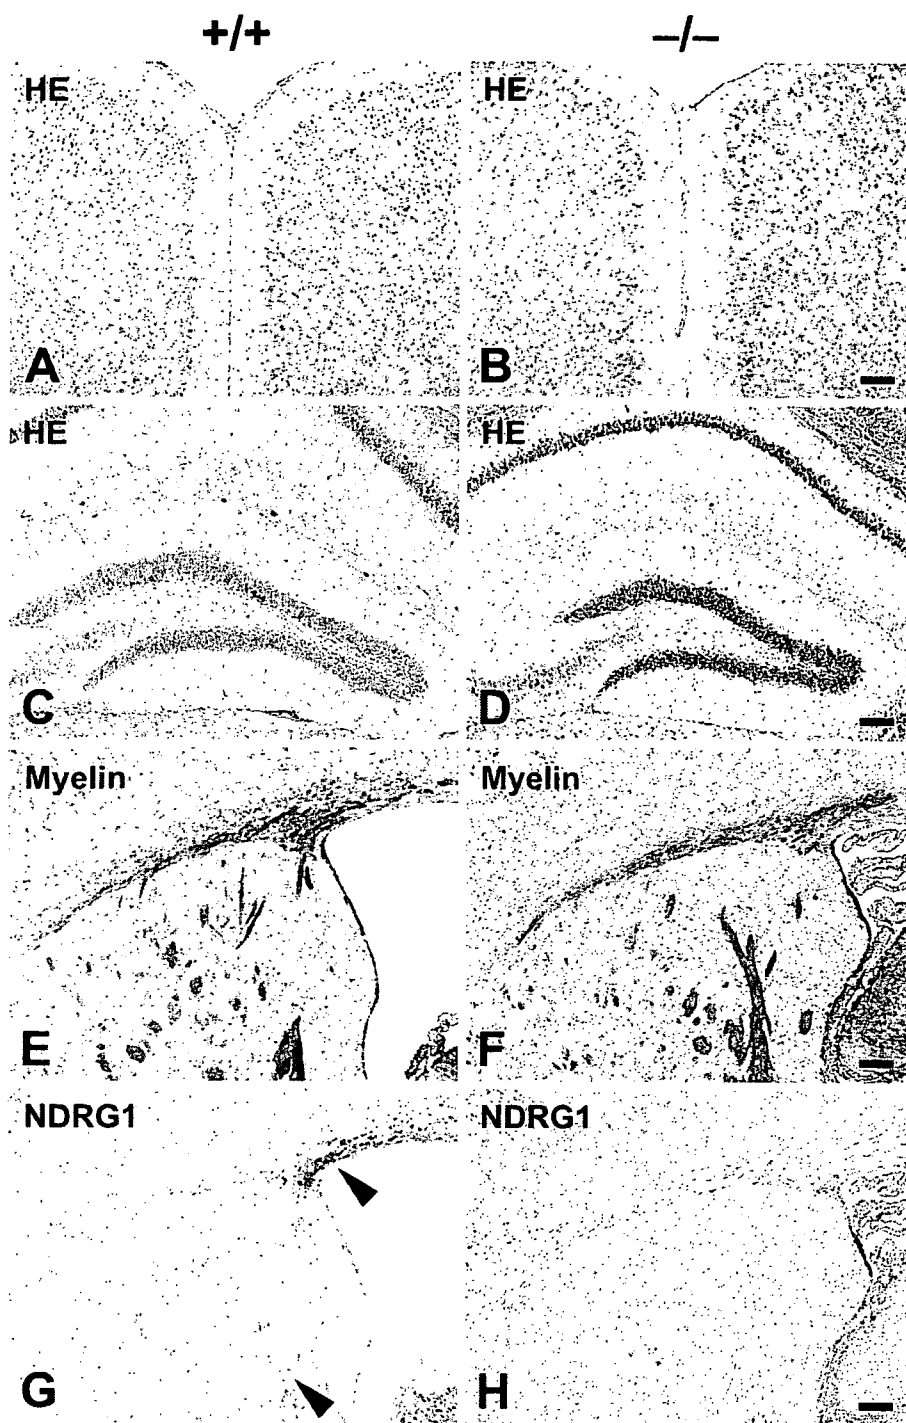 +/+ –/–
HE HE
A B
HE HE
C D
Myelin Myelin
E F
NDRG1 NDRG1
G H